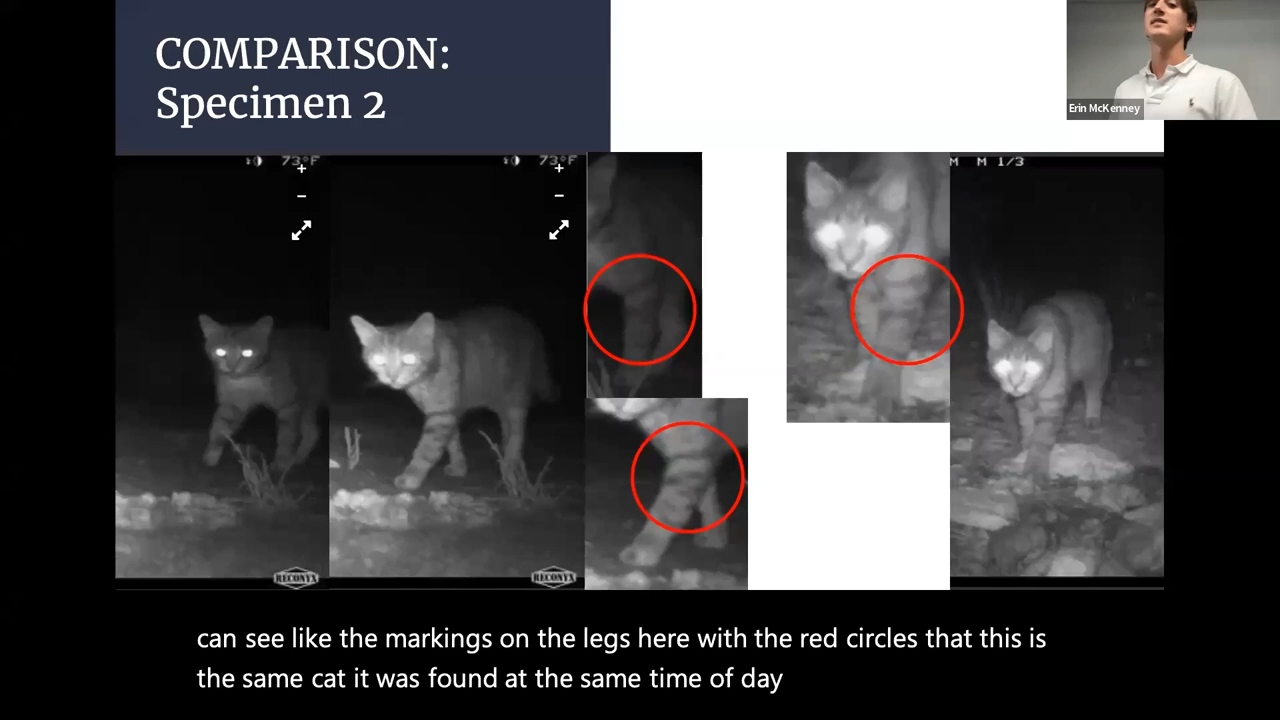 COMPARISON:
Specimen 2
Erin McKenney
73°F
73°F
M M 1/3
+
+
−
−
RECONYX
RECONYX
can see like the markings on the legs here with the red circles that this is
the same cat it was found at the same time of day